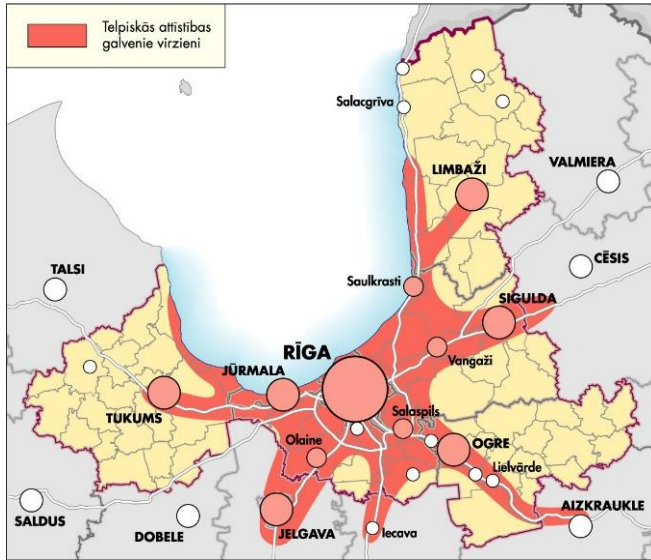 Telpiskās attīstības
galvenie virzieni
Salacgrīva
VALMIERA
LIMBAŽI
CĒSIS
TALSI
Saulkrasti
SIGULDA
RĪGA
Vangaži
JŪRMALA
TUKUMS
Salaspils
Olaine
OGRE
Lielvārde
AIZKRAUKLE
SALDUS
DOBELE
JELGAVA
Iecava